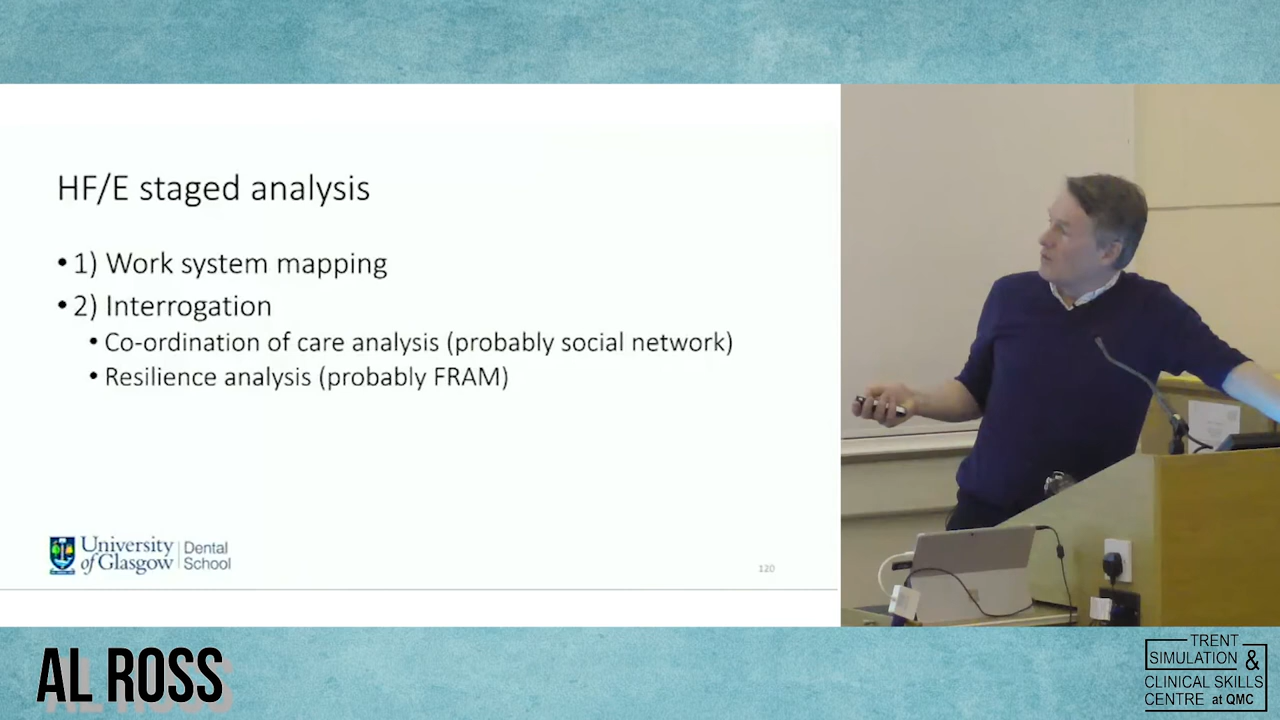 HF/E staged analysis
• 1) Work system mapping
• 2) Interrogation
• Co-ordination of care analysis (probably social network)
• Resilience analysis (probably FRAM)
University of Glasgow
Dental School
120
AL ROSS
TRENT
SIMULATION &
CLINICAL SKILLS
CENTRE at QMC